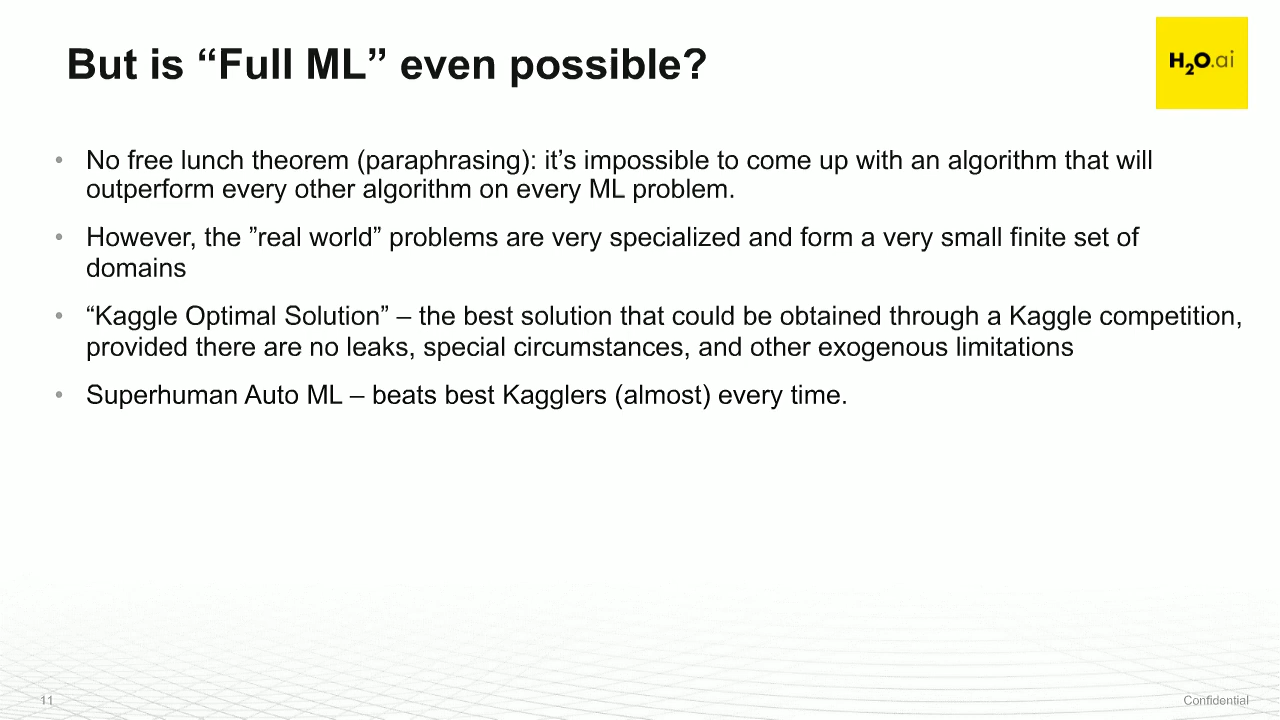 But is “Full ML” even possible?
H2O.ai
• No free lunch theorem (paraphrasing): it’s impossible to come up with an algorithm that will
outperform every other algorithm on every ML problem.
• However, the ”real world” problems are very specialized and form a very small finite set of
domains
• “Kaggle Optimal Solution” – the best solution that could be obtained through a Kaggle competition,
provided there are no leaks, special circumstances, and other exogenous limitations
• Superhuman Auto ML – beats best Kagglers (almost) every time.
11
Confidential